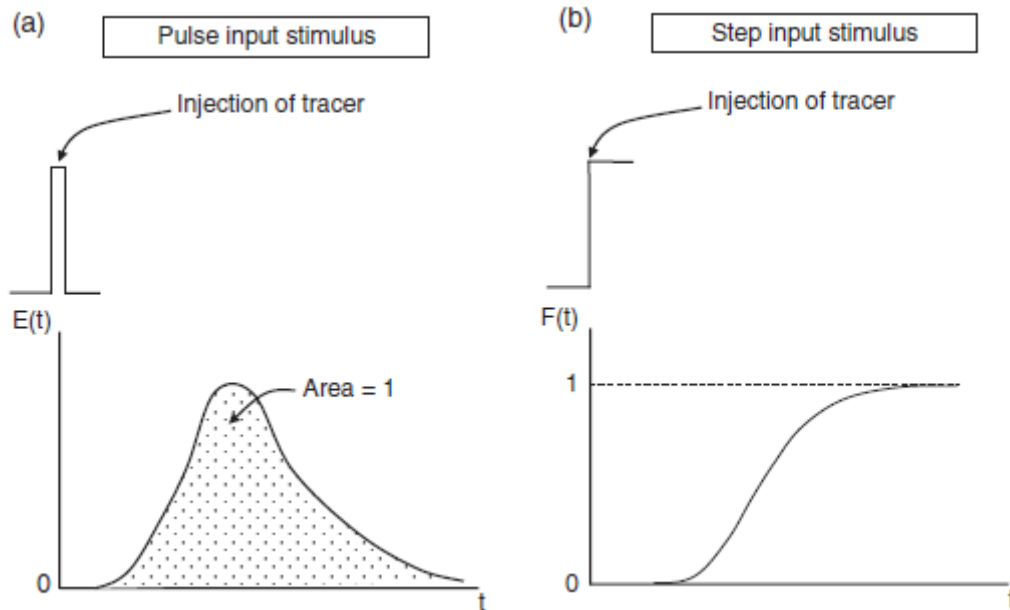 (a)
Pulse input stimulus
Injection of tracer
E(t)
Area = 1
0
t
(b)
Step input stimulus
Injection of tracer
F(t)
1
0
t